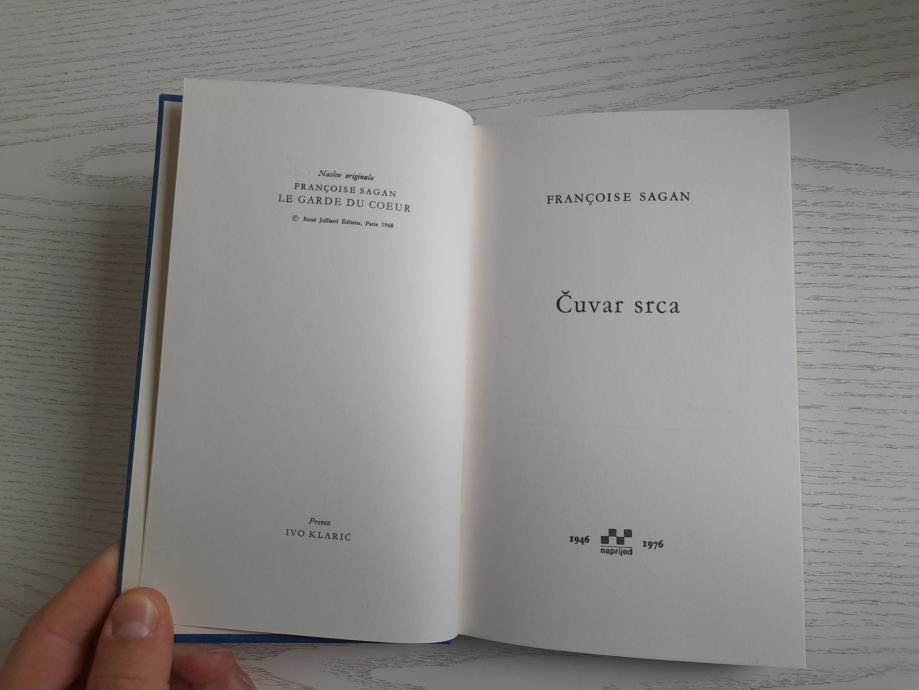 Naslov originala
FRANÇOISE SAGAN
LE GARDE DU COEUR
© René Julliard Éditeur, Paris 1968
Preveo
IVO KLARIĆ
FRANÇOISE SAGAN
Čuvar srca
1946 naprijed 1976